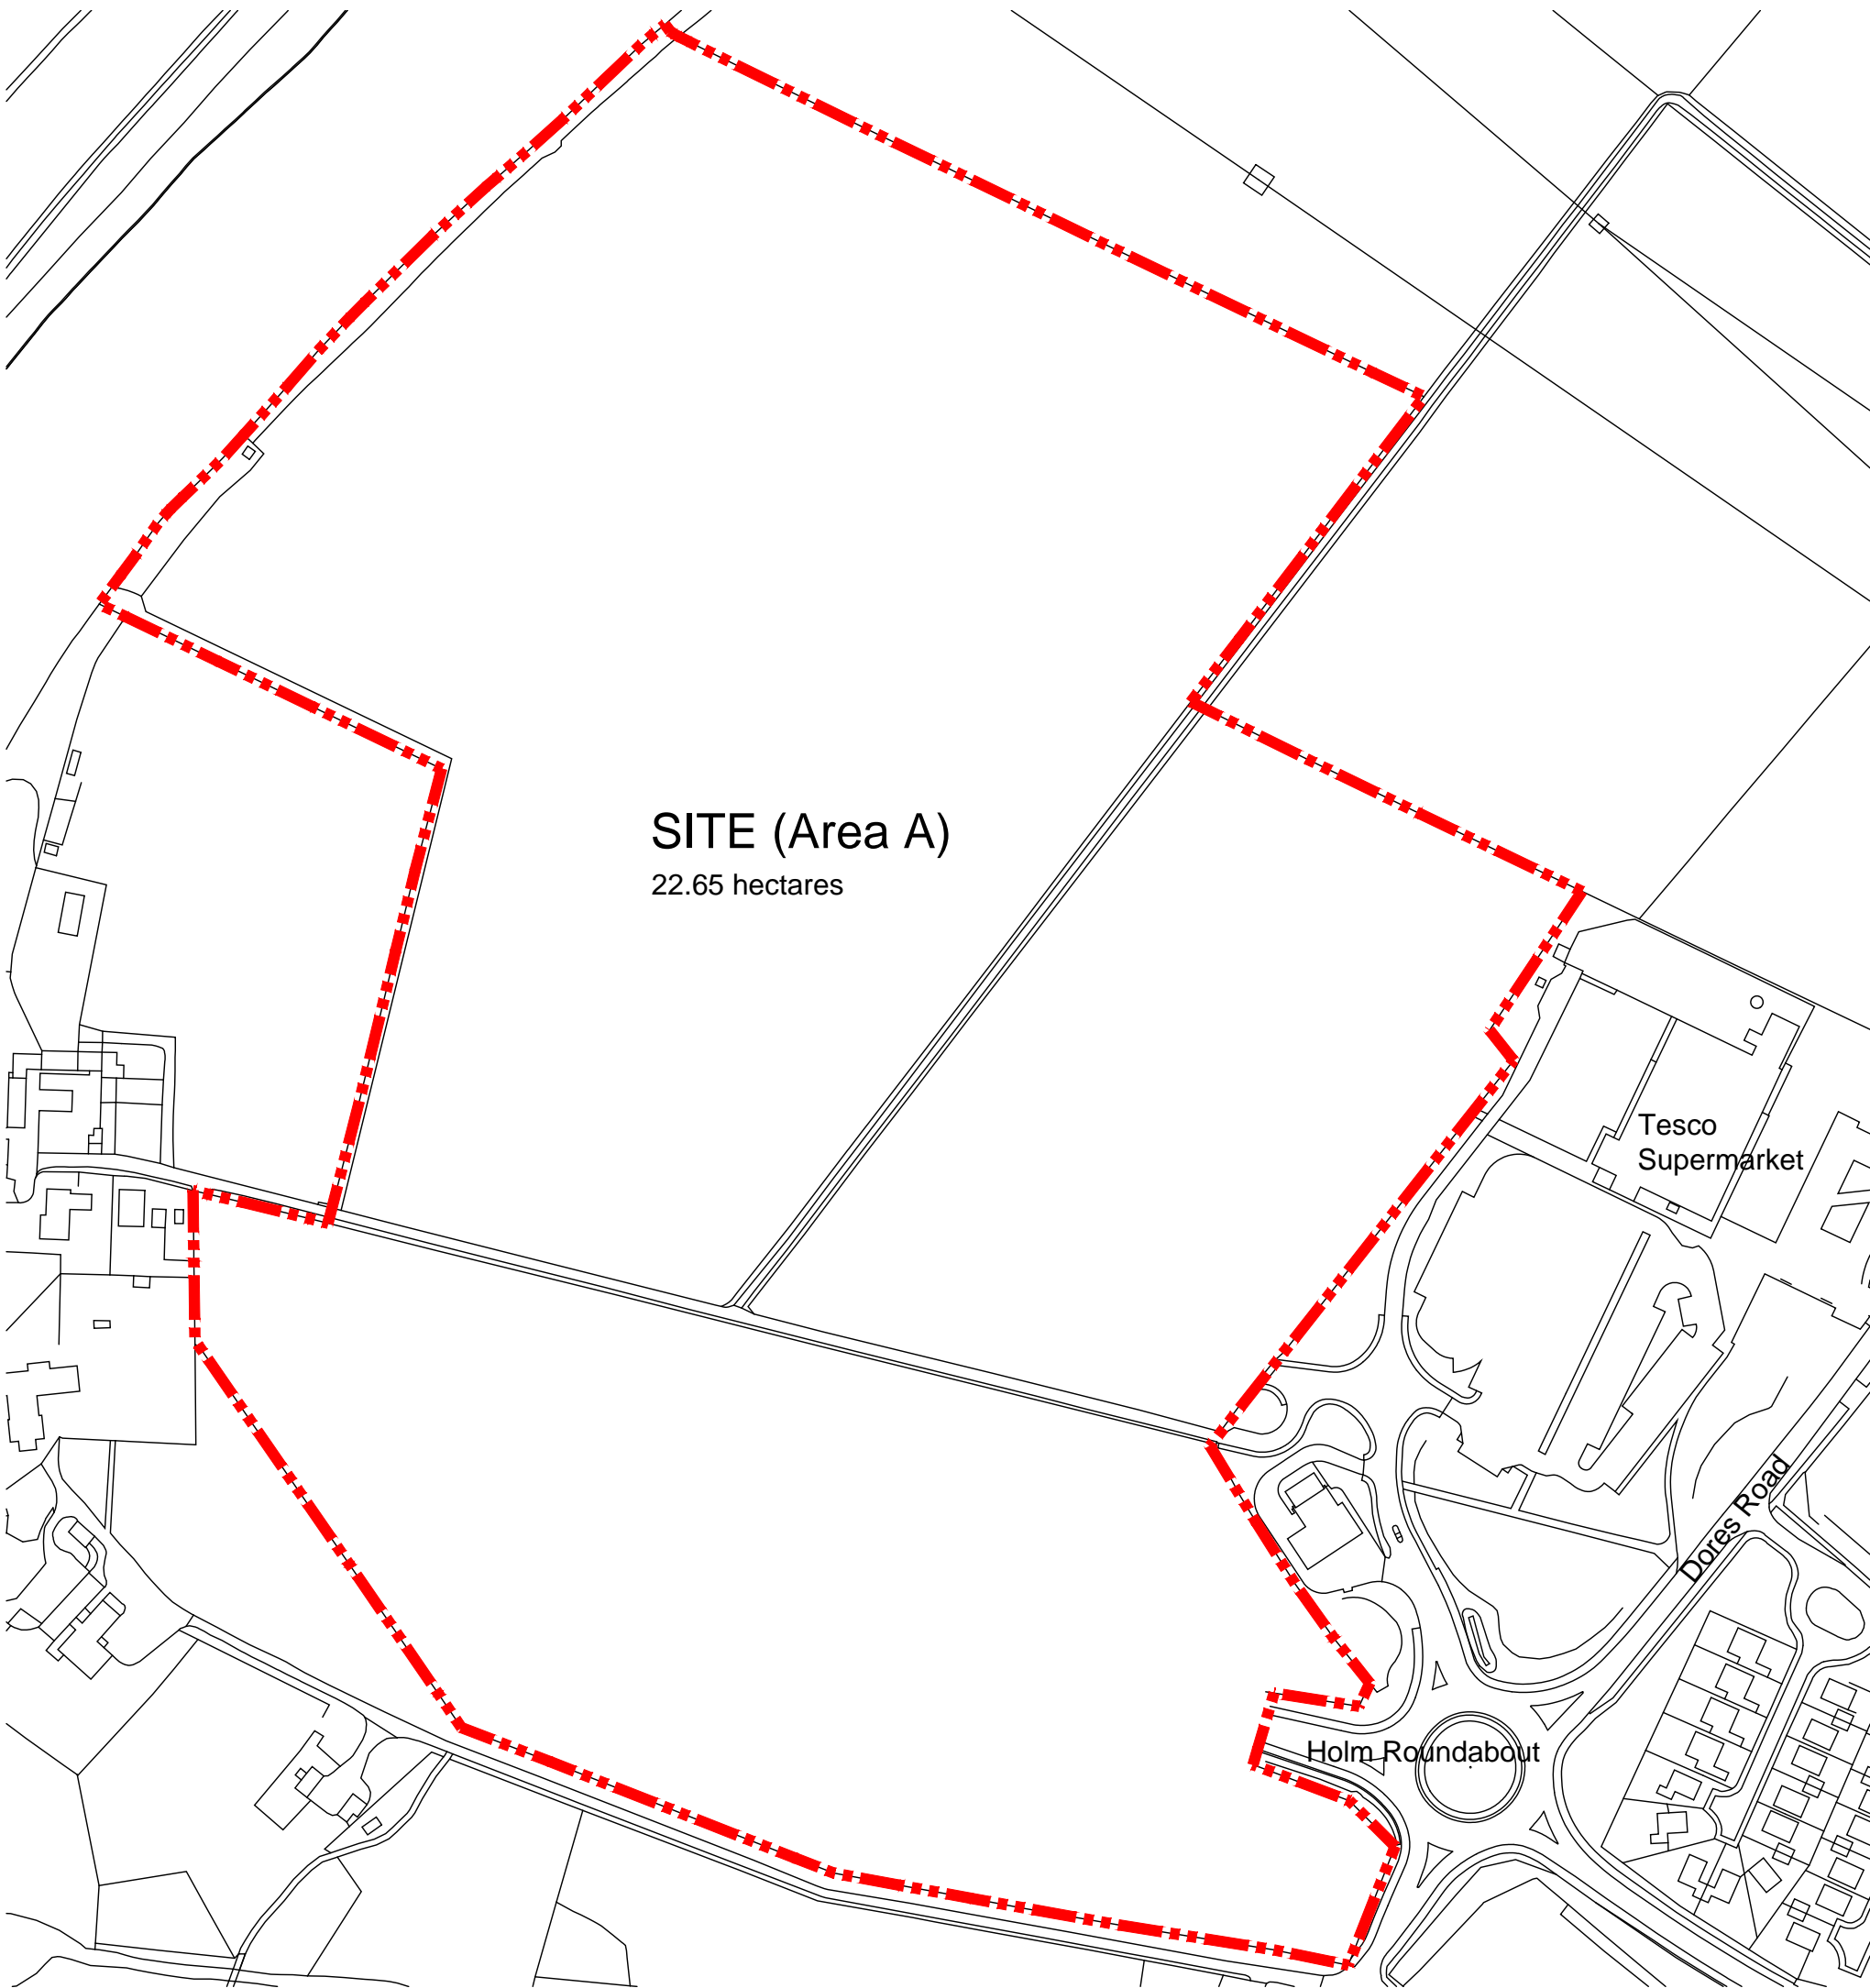 SITE (Area A)
22.65 hectares
Tesco
Supermarket
Dores Road
Holm Roundabout